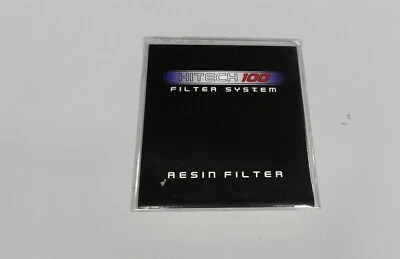 HITECH 100
FILTER SYSTEM
RESIN FILTER